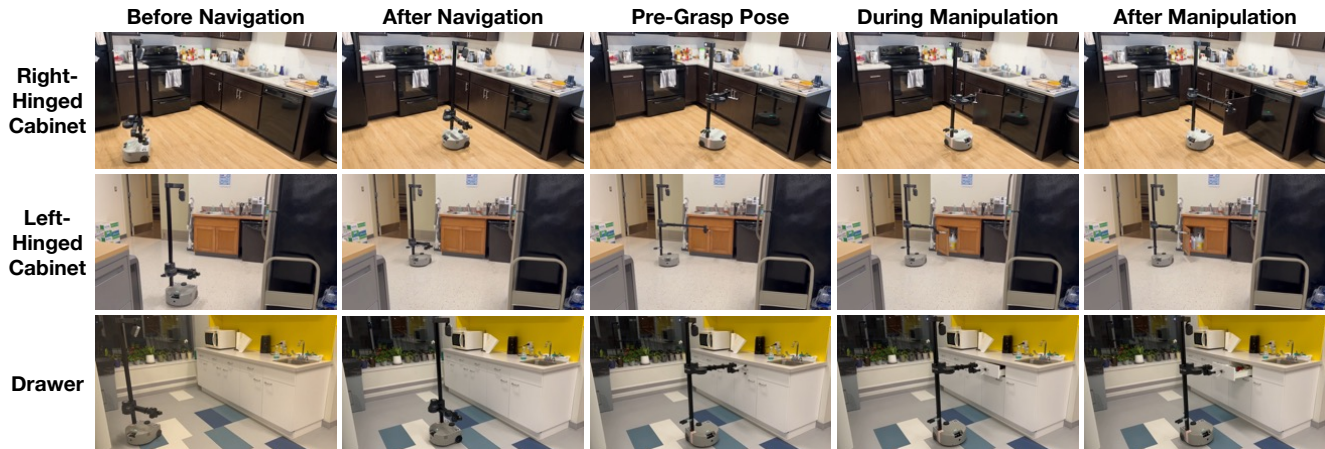 Before Navigation
After Navigation
Pre-Grasp Pose
During Manipulation
After Manipulation
Right-
Hinged
Cabinet
Left-
Hinged
Cabinet
Drawer